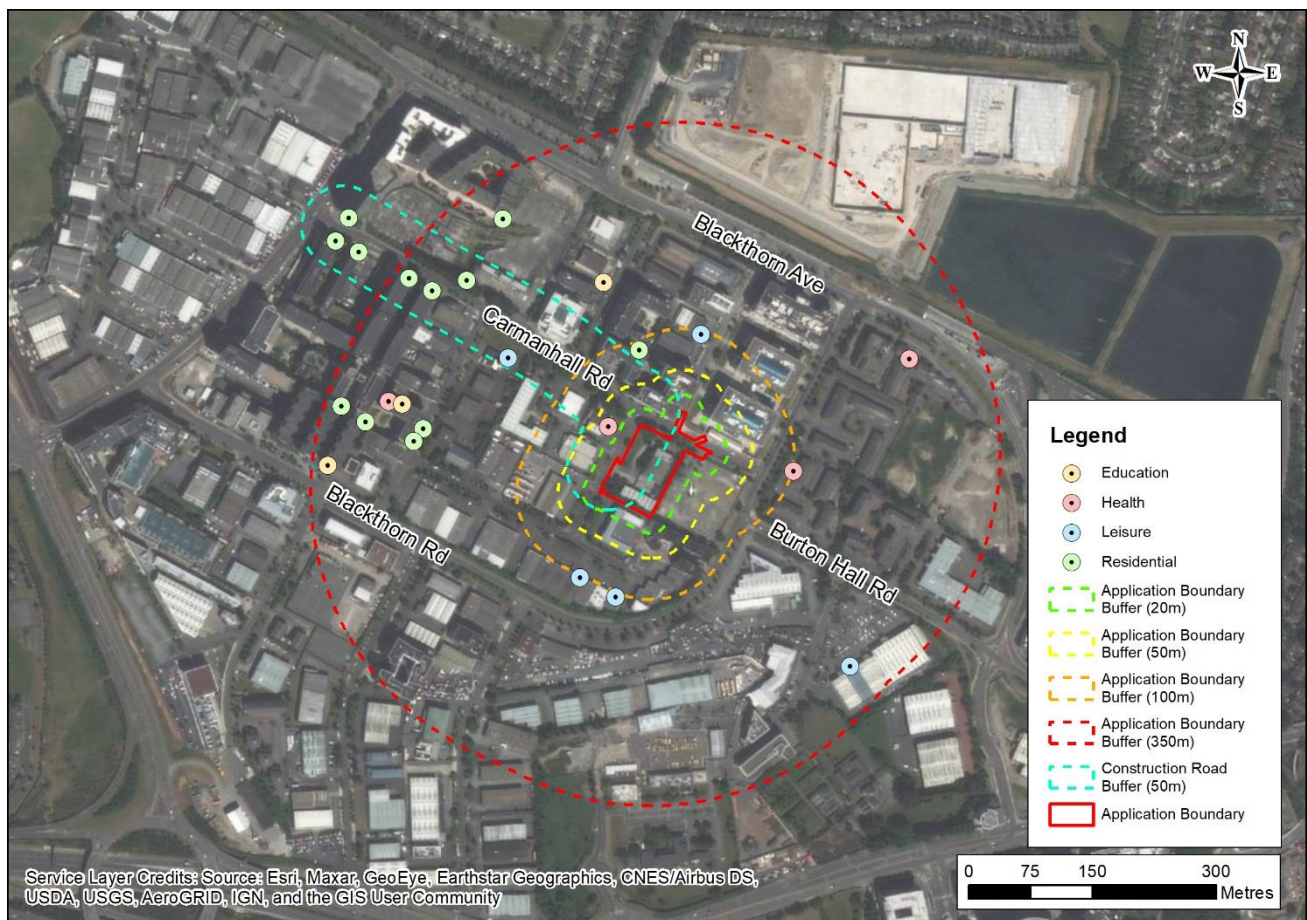 N
W E
S
Blackthorn Ave
Carmanhall Rd
Blackthorn Rd
Burton Hall Rd
Legend
Education
Health
Leisure
Residential
Application Boundary
Buffer (20m)
Application Boundary
Buffer (50m)
Application Boundary
Buffer (100m)
Application Boundary
Buffer (350m)
Construction Road
Buffer (50m)
Application Boundary
0 75 150 300
Metres
Service Layer Credits: Source: Esri, Maxar, GeoEye, Earthstar Geographics, CNES/Airbus DS,
USDA, USGS, AeroGRID, IGN, and the GIS User Community